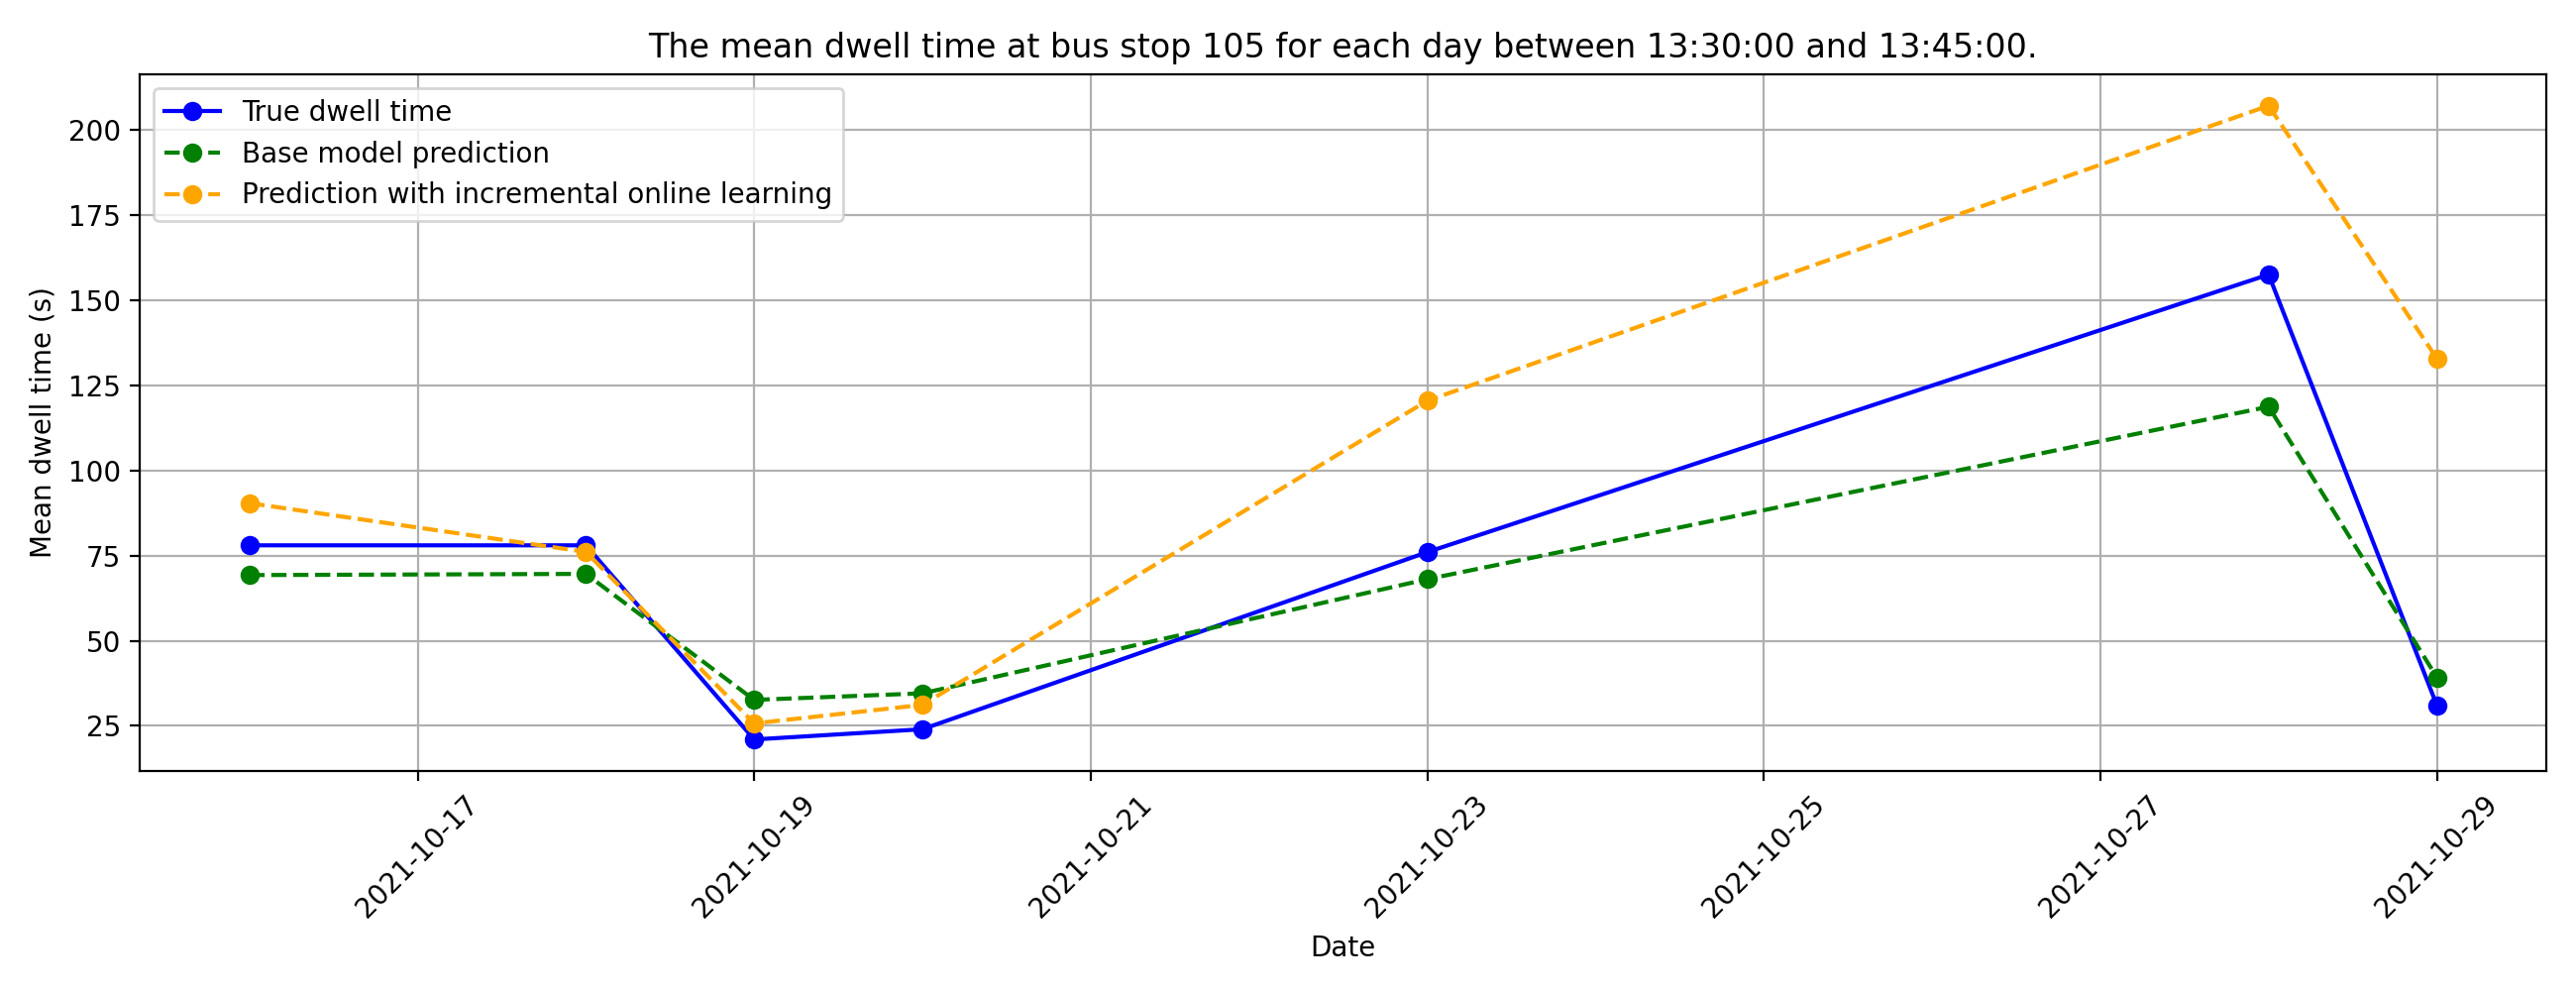 The mean dwell time at bus stop 105 for each day between 13:30:00 and 13:45:00.
True dwell time
Base model prediction
Prediction with incremental online learning
Mean dwell time (s)
200
175
150
125
100
75
50
25
2021-10-17
2021-10-19
2021-10-21
2021-10-23
2021-10-25
2021-10-27
2021-10-29
Date